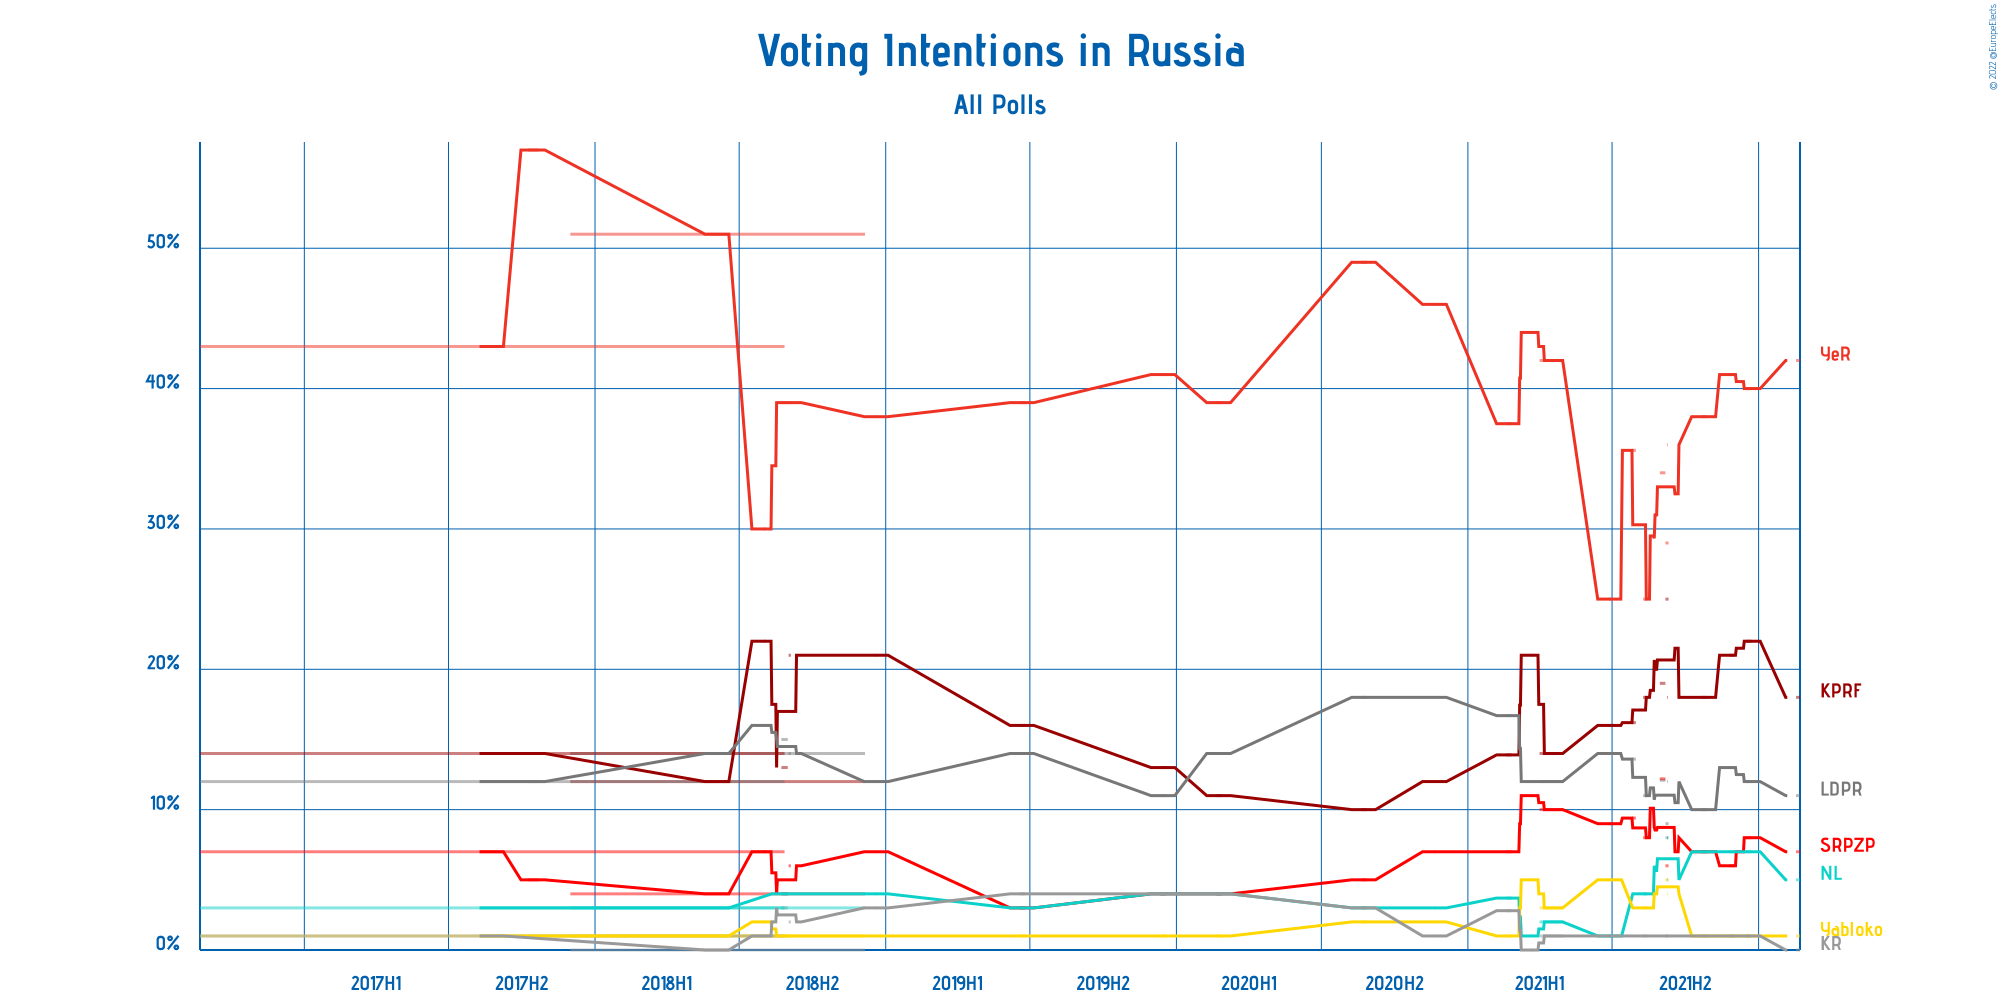 Voting Intentions in Russia
All Polls
© 2022 @EuropeElects
50%
40%
30%
20%
10%
0%
YeR
KPRF
LDPR
SRPZP
NL
Yabloko
KR
2017H1 2017H2 2018H1 2018H2 2019H1 2019H2 2020H1 2020H2 2021H1 2021H2